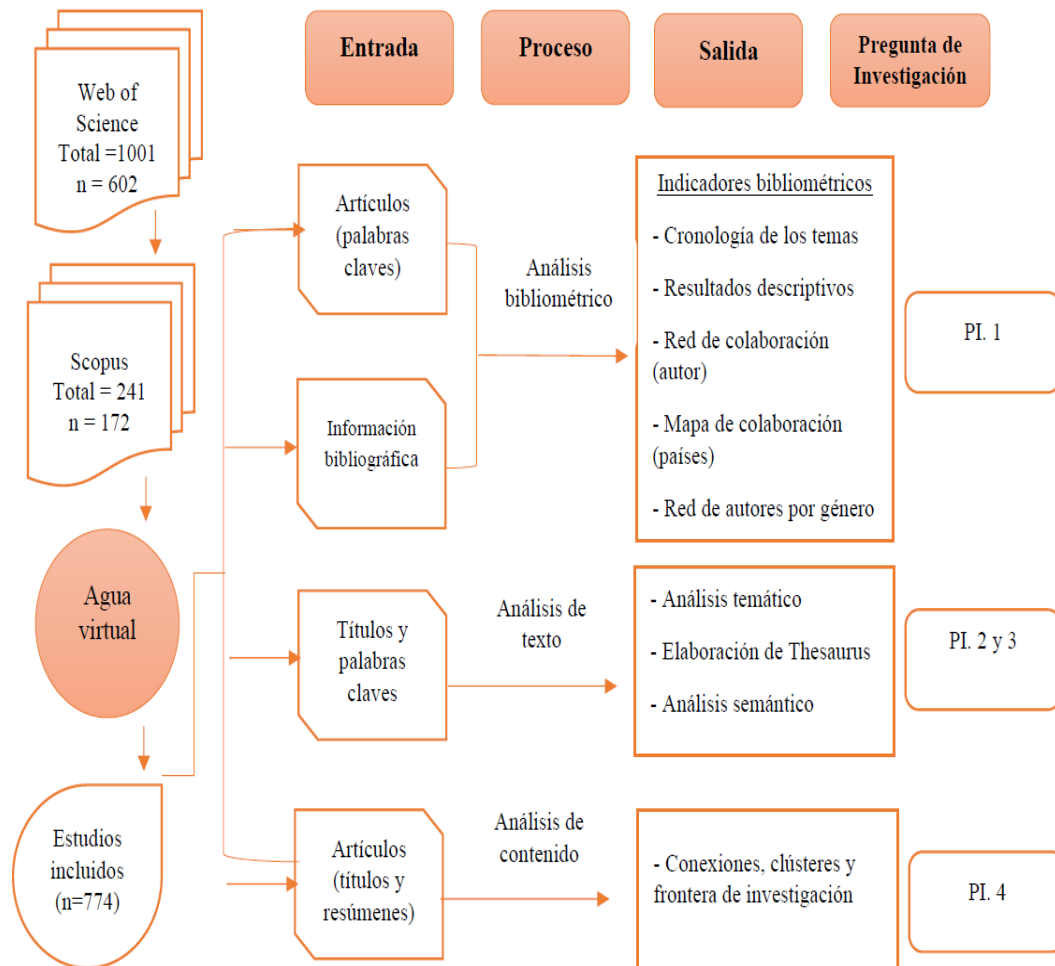 Entrada
Proceso
Salida
Pregunta de
Investigación
Web of
Science
Total =1001
n = 602
Scopus
Total = 241
n = 172
Agua
virtual
Estudios
incluidos
(n=774)
Artículos
(palabras
claves)
Información
bibliográfica
Análisis
bibliométrico
Indicadores bibliométricos
- Cronología de los temas
- Resultados descriptivos
- Red de colaboración
(autor)
- Mapa de colaboración
(países)
- Red de autores por género
PI. 1
Títulos y
palabras
claves
Análisis de
texto
- Análisis temático
- Elaboración de Thesaurus
- Análisis semántico
PI. 2 y 3
Artículos
(títulos y
resúmenes)
Análisis de
contenido
- Conexiones, clústeres y
frontera de investigación
PI. 4